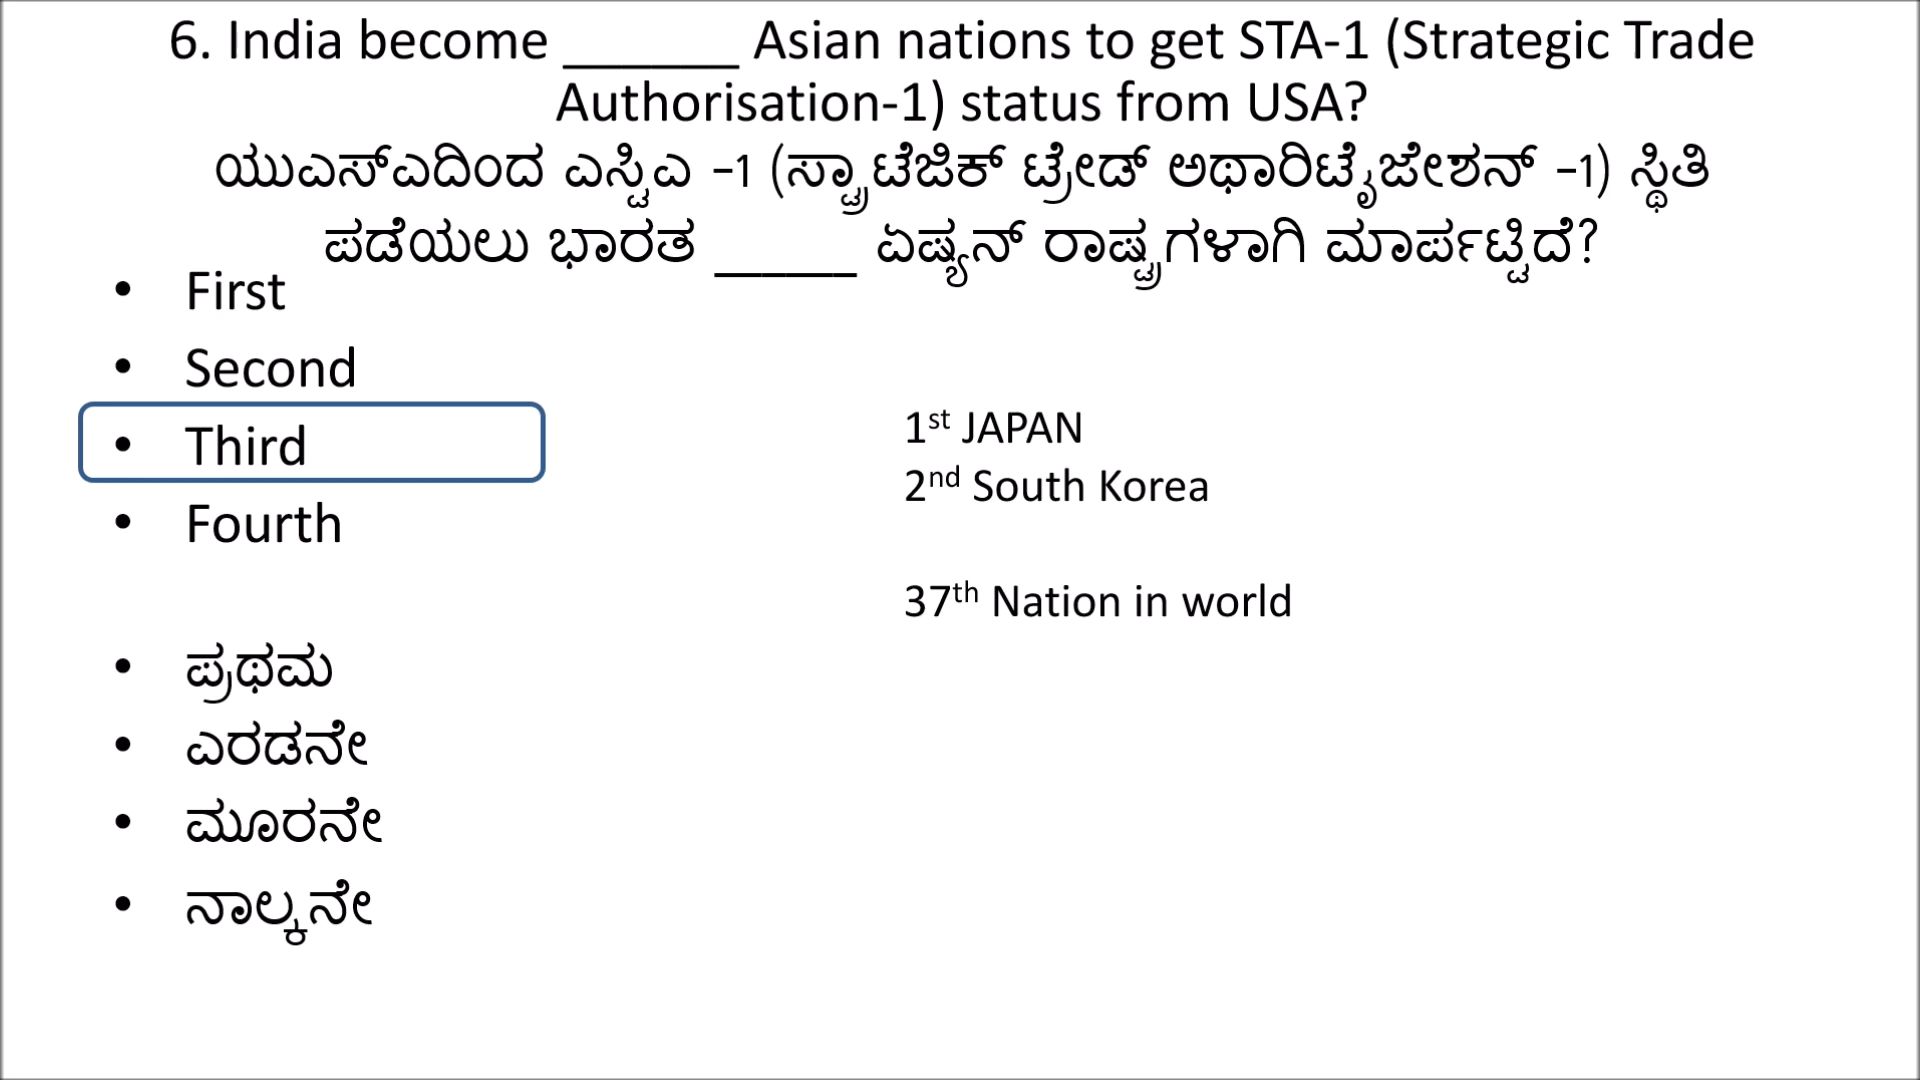 6. India become ______ Asian nations to get STA-1 (Strategic Trade
Authorisation-1) status from USA?
ಯುಎಸ್ಎದಿಂದ ಎಸ್ಟಿಎ –1 (ಸ್ಟ್ರಾಟೆಜಿಕ್ ಟ್ರೇಡ್ ಅಥಾರಿಟೈಜೇಶನ್ –1) ಸ್ಥಿತಿ
ಪಡೆಯಲು ಭಾರತ _____ ಏಷ್ಯನ್ ರಾಷ್ಟ್ರಗಳಾಗಿ ಮಾರ್ಪಟ್ಟಿದೆ?
• First
• Second
• Third
• Fourth
1st JAPAN
2nd South Korea
37th Nation in world
• ಪ್ರಥಮ
• ಎರಡನೇ
• ಮೂರನೇ
• ನಾಲ್ಕನೇ